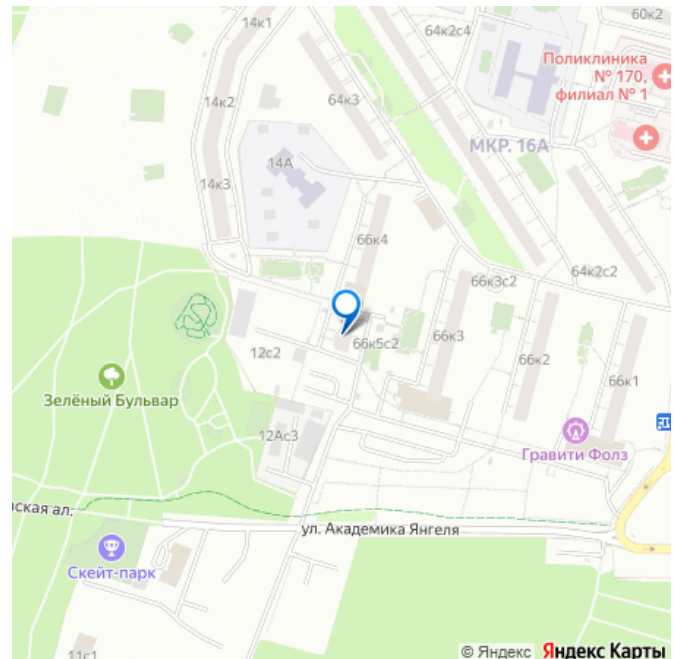 60к2
14к1
64к2с4
Поликлиника
№ 170,
филиал № 1
14к2
64к3
МКР. 16А
14А
14к3
66к4
66к3с2
64к2с2
66к5с2
66к3
12с2
66к2
66к1
Зелёный Бульвар
12Ас3
Гравити Фолз
ская ал.
ул. Академика Янгеля
Скейт-парк
11с1
© Яндекс Яндекс Карты